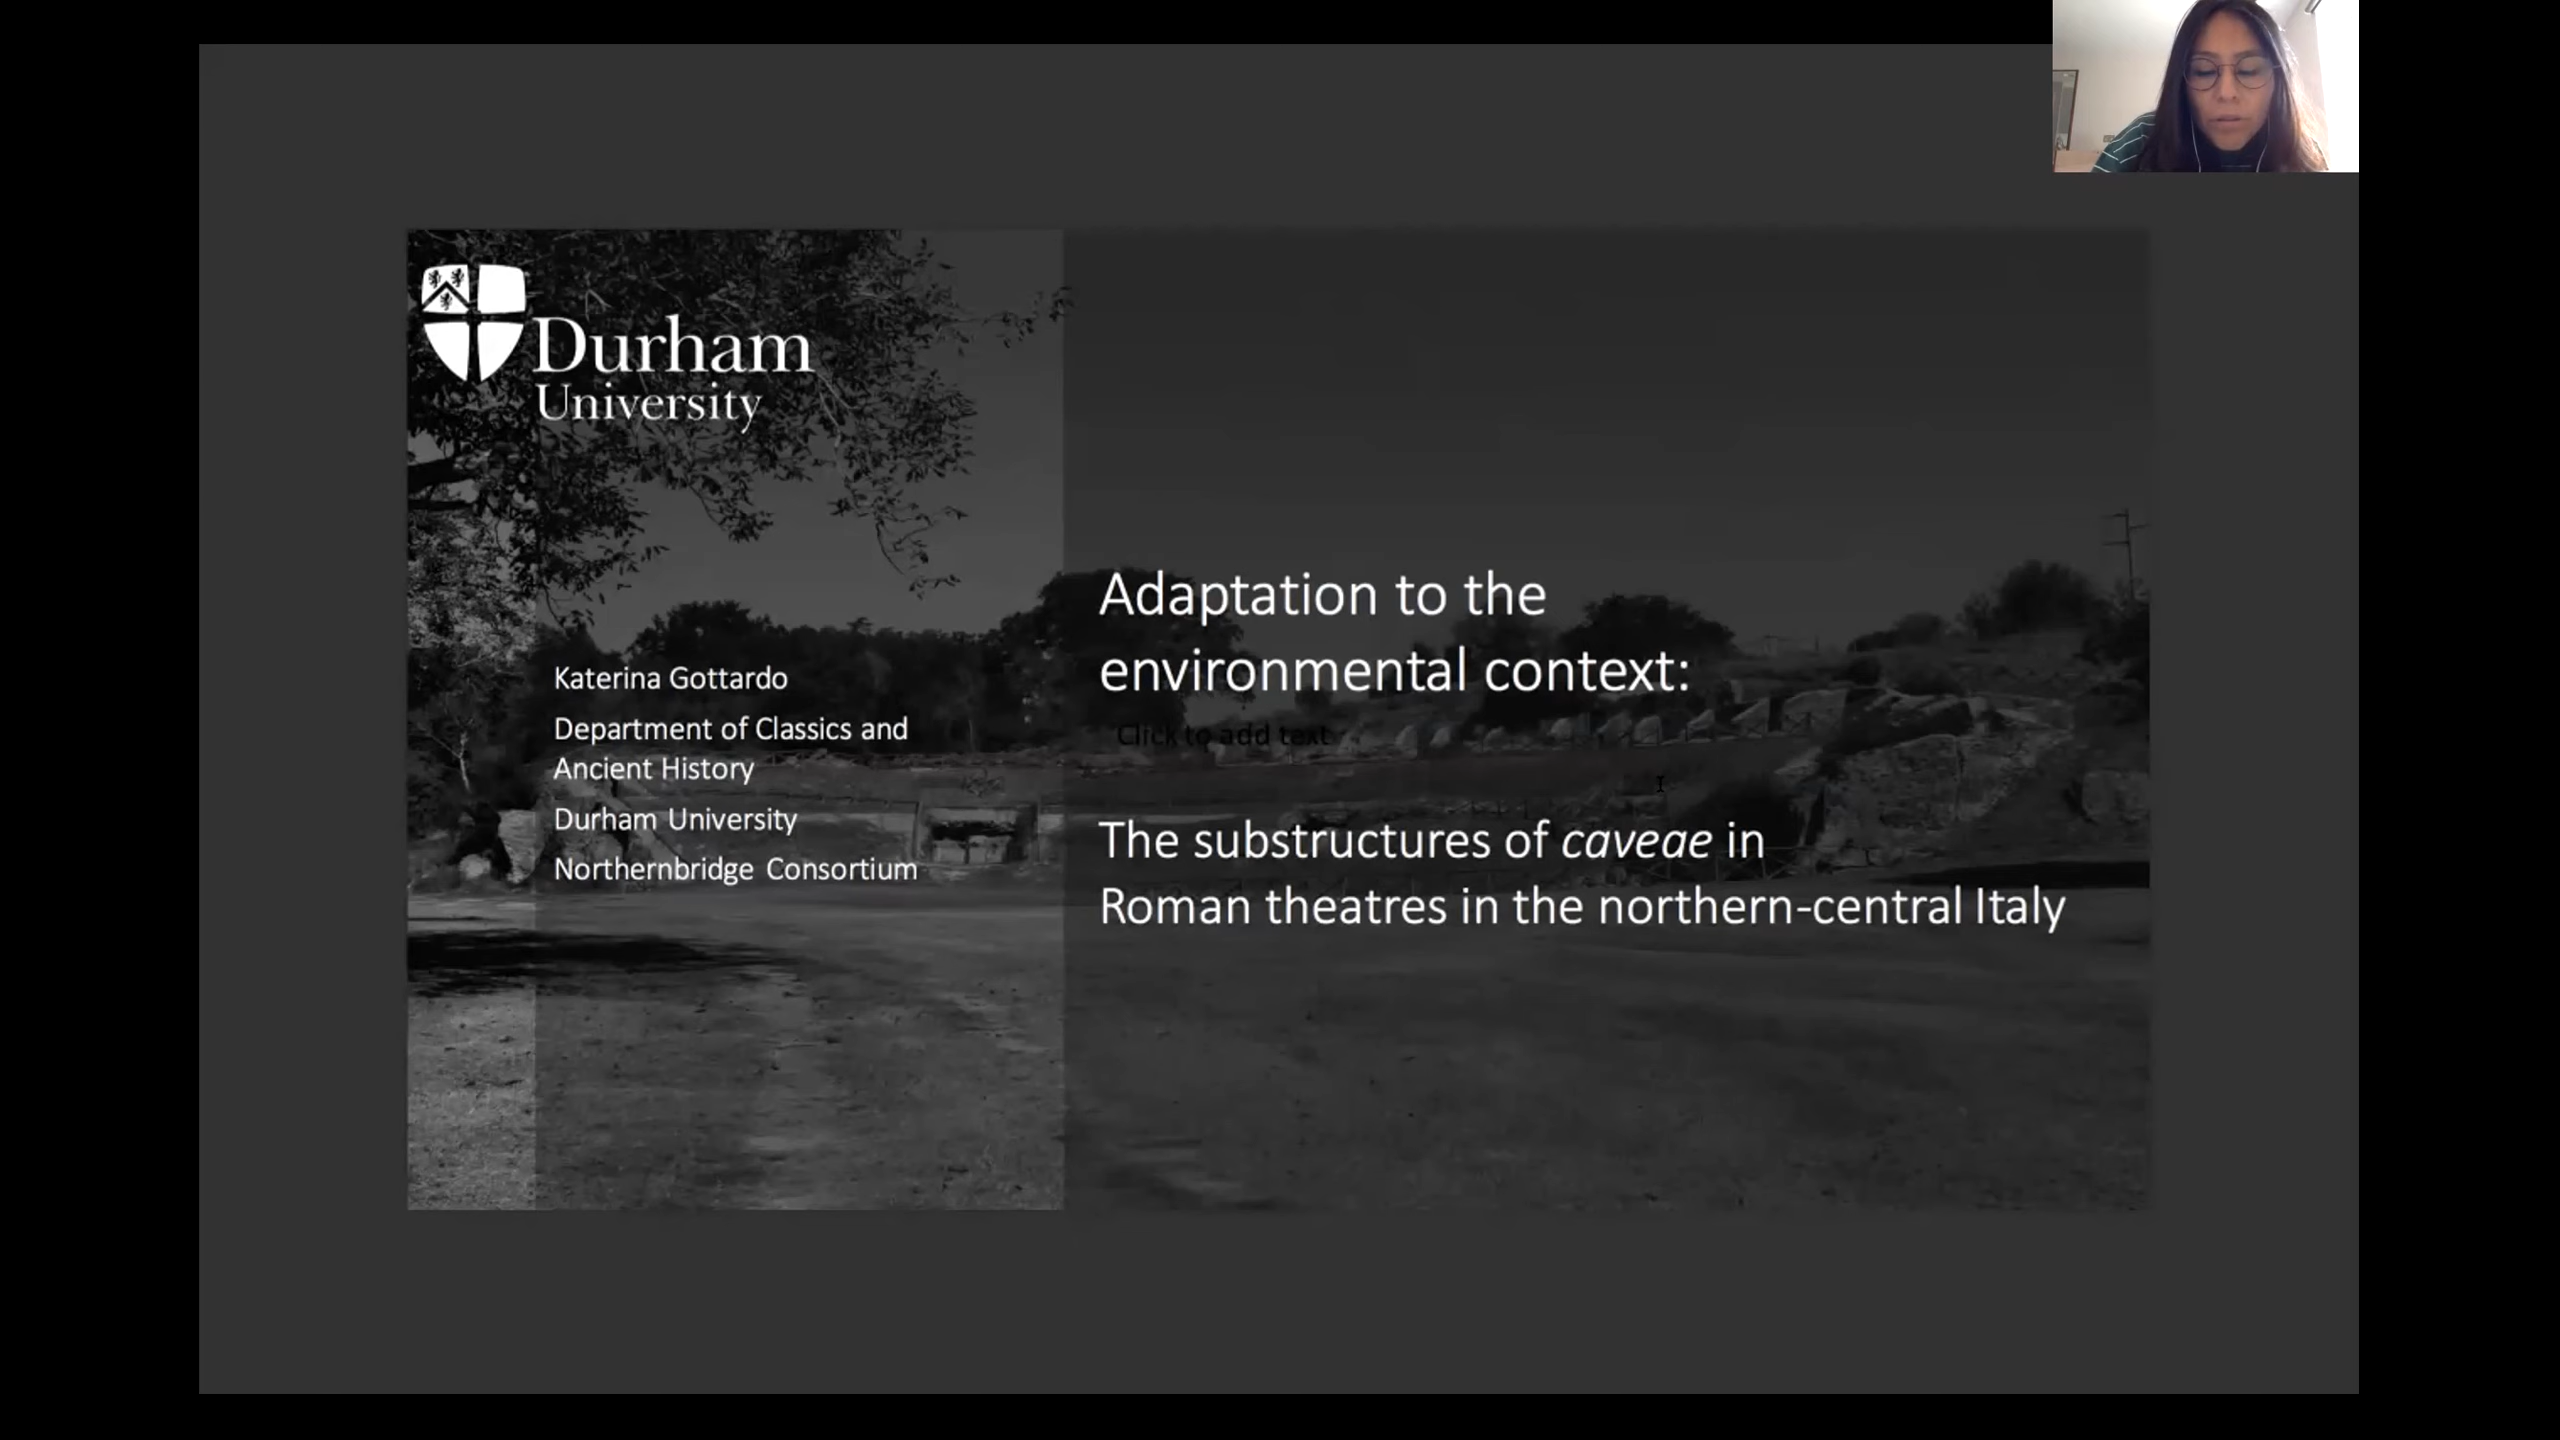 Durham
University
Katerina Gottardo
Department of Classics and
Ancient History
Durham University
Northernbridge Consortium
Adaptation to the
environmental context:
Click to add text
The substructures of caveae in
Roman theatres in the northern-central Italy